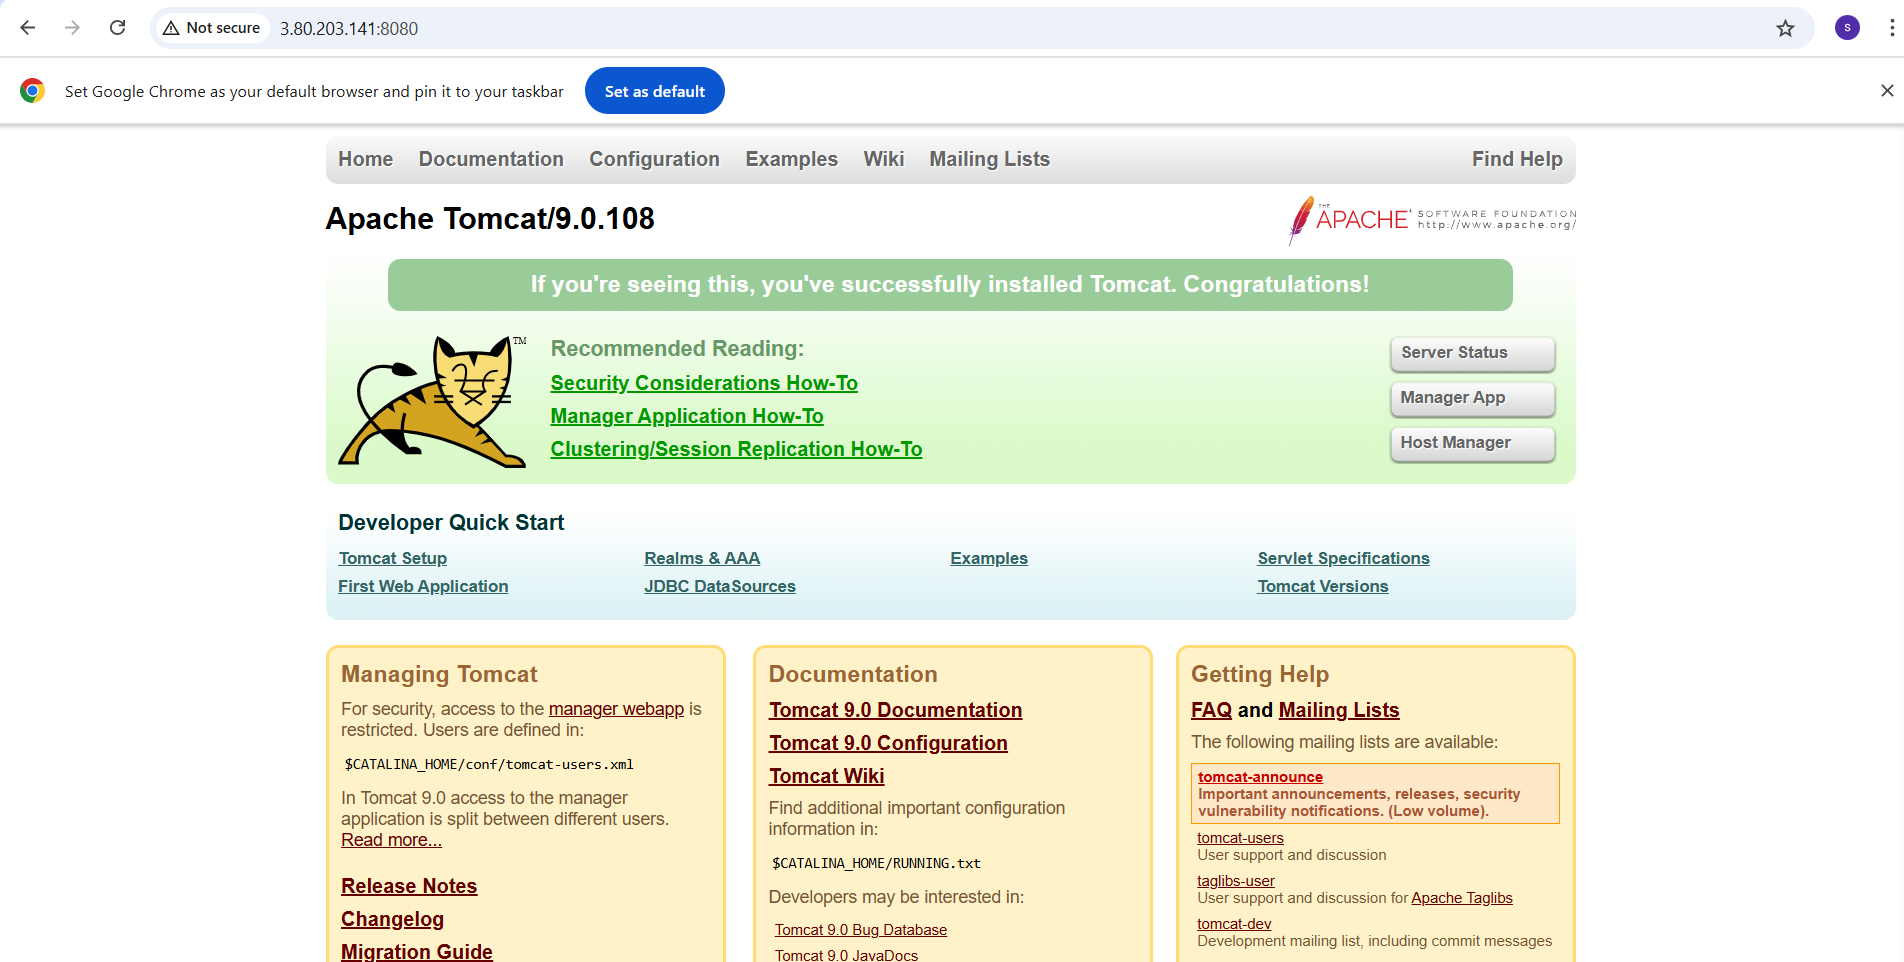 Not secure 3.80.203.141:8080 s
Set Google Chrome as your default browser and pin it to your taskbar Set as default
Home Documentation Configuration Examples Wiki Mailing Lists Find Help
Apache Tomcat/9.0.108
THE APACHE SOFTWARE FOUNDATION
http://www.apache.org/
If you're seeing this, you've successfully installed Tomcat. Congratulations!
TM
Recommended Reading:
Security Considerations How-To
Manager Application How-To
Clustering/Session Replication How-To
Server Status
Manager App
Host Manager
Developer Quick Start
Tomcat Setup
First Web Application
Realms & AAA
JDBC DataSources
Examples
Servlet Specifications
Tomcat Versions
Managing Tomcat
For security, access to the manager webapp is
restricted. Users are defined in:
$CATALINA_HOME/conf/tomcat-users.xml
In Tomcat 9.0 access to the manager
application is split between different users.
Read more...
Release Notes
Changelog
Migration Guide
Documentation
Tomcat 9.0 Documentation
Tomcat 9.0 Configuration
Tomcat Wiki
Find additional important configuration
information in:
$CATALINA_HOME/RUNNING.txt
Developers may be interested in:
Tomcat 9.0 Bug Database
Tomcat 9.0 JavaDocs
Getting Help
FAQ and Mailing Lists
The following mailing lists are available:
tomcat-announce
Important announcements, releases, security
vulnerability notifications. (Low volume).
tomcat-users
User support and discussion
taglibs-user
User support and discussion for Apache Taglibs
tomcat-dev
Development mailing list, including commit messages